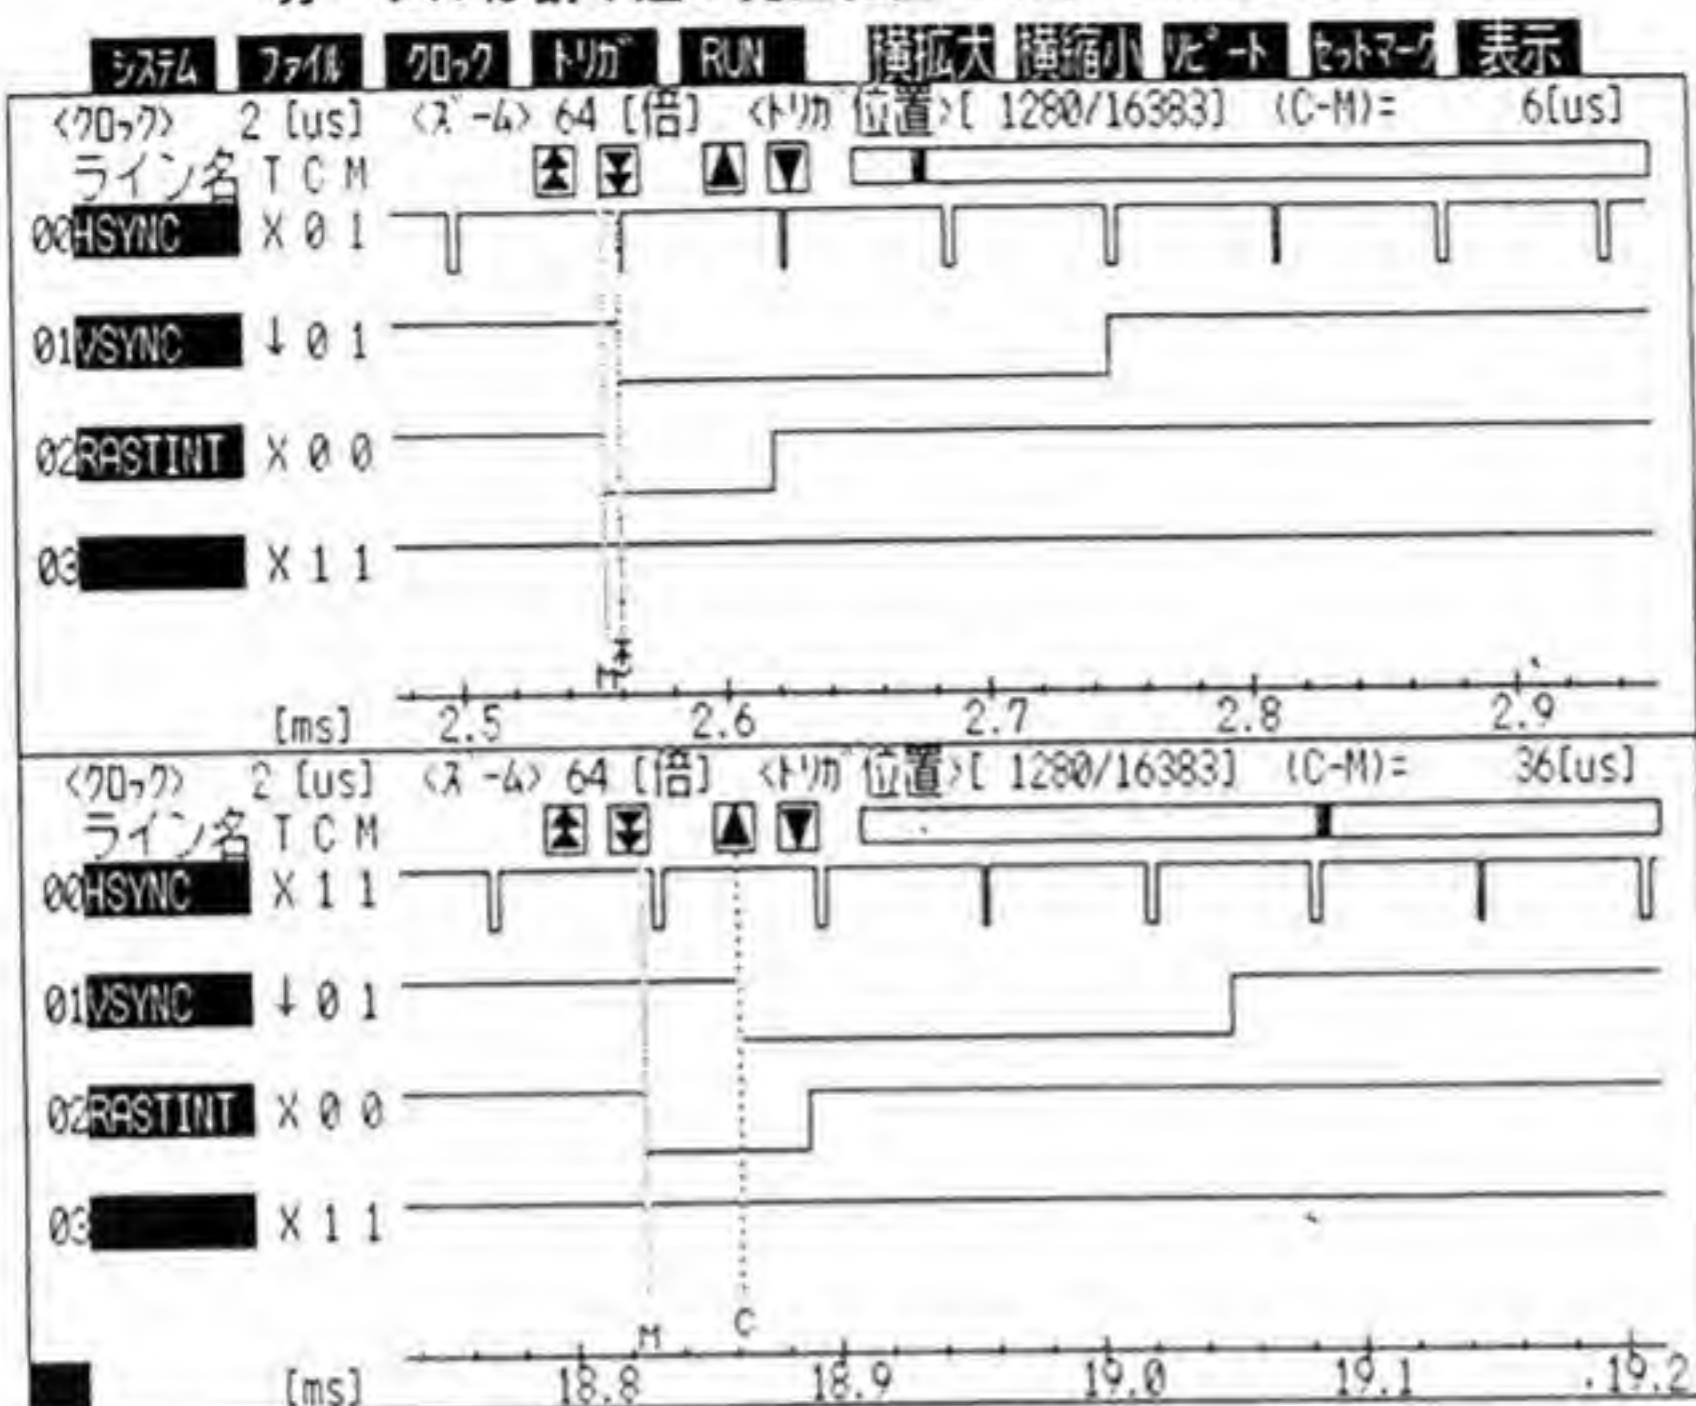 システム ファイル クロック トリガ RUN 横拡大 横縮小 リピート セットマーク 表示
<クロック> 2 [us] <ズーム> 64 [倍] <トリガ位置>[ 1280/16383] (C-M)= 6[us]
ライン名 T C M
00HSYNC X 0 1
01VSYNC ↓ 0 1
02RASTINT X 0 0
03 X 1 1
[ms] 2.5 2.6 2.7 2.8 2.9
<クロック> 2 [us] <ズーム> 64 [倍] <トリガ位置>[ 1280/16383] (C-M)= 36[us]
ライン名 T C M
00HSYNC X 1 1
01VSYNC ↓ 0 1
02RASTINT X 0 0
03 X 1 1
M C
[ms] 18.8 18.9 19.0 19.1 19.2